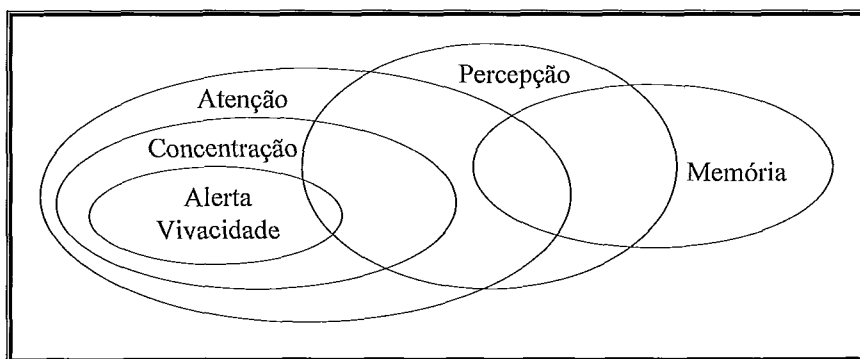 Percepção
Atenção
Concentração
Memória
Alerta
Vivacidade